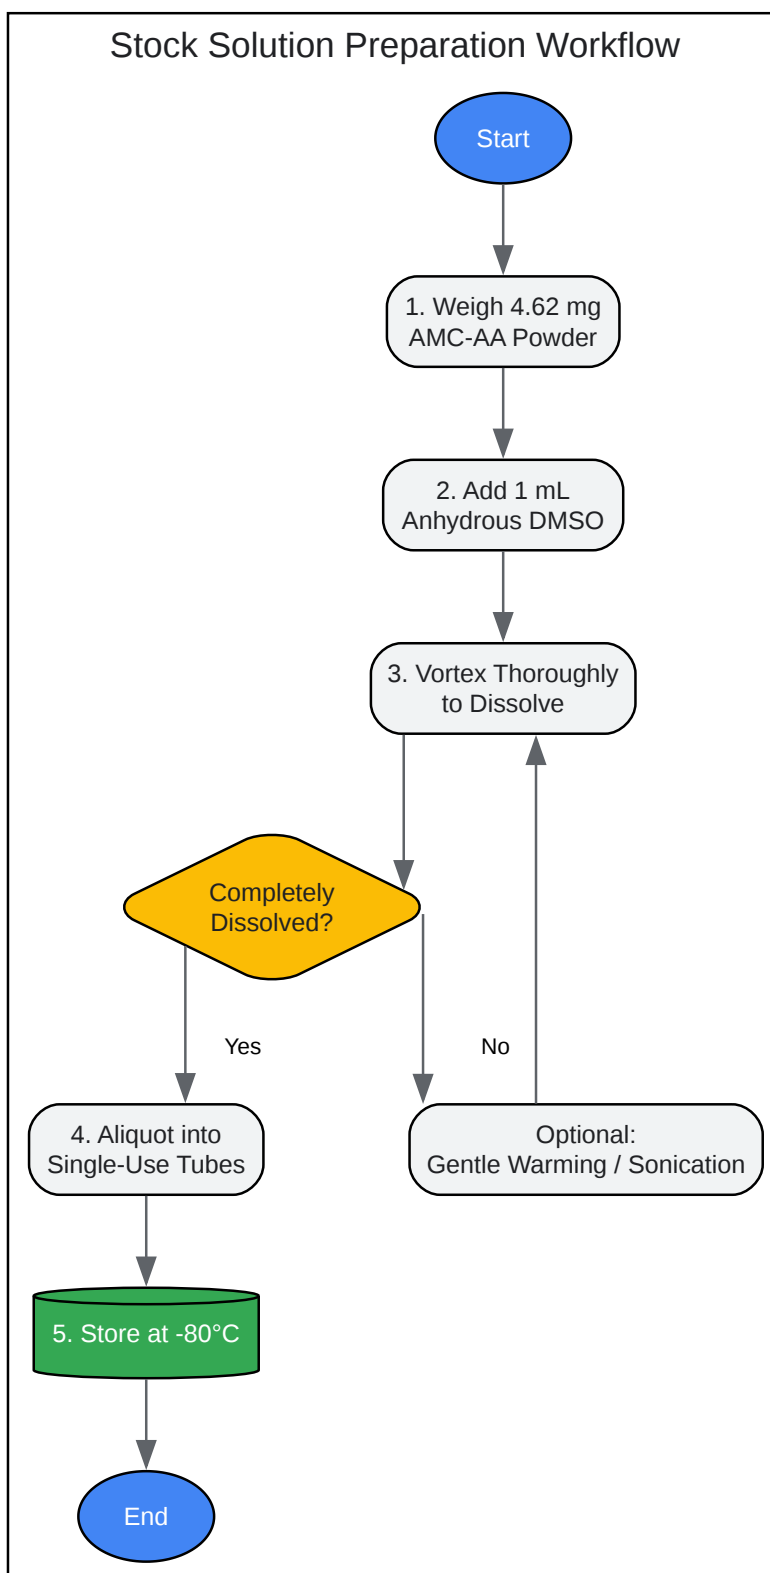 Stock Solution Preparation Workflow
Start
1. Weigh 4.62 mg
AMC-AA Powder
2. Add 1 mL
Anhydrous DMSO
3. Vortex Thoroughly
to Dissolve
Completely
Dissolved?
Yes
No
4. Aliquot into
Single-Use Tubes
Optional:
Gentle Warming / Sonication
5. Store at -80°C
End